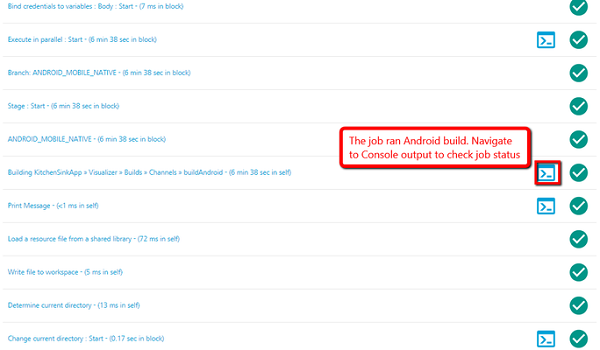 Bind credentials to variables : Body : Start - (7 ms in block)
Execute in parallel : Start - (6 min 38 sec in block)
Branch: ANDROID_MOBILE_NATIVE - (6 min 38 sec in block)
Stage : Start - (6 min 38 sec in block)
ANDROID_MOBILE_NATIVE - (6 min 38 sec in block)
The job ran Android build. Navigate
to Console output to check job status
Building KitchenSinkApp » Visualizer » Builds » Channels » buildAndroid - (6 min 38 sec in self)
Print Message - (<1 ms in self)
Load a resource file from a shared library - (72 ms in self)
Write file to workspace - (5 ms in self)
Determine current directory - (13 ms in self)
Change current directory : Start - (0.17 sec in block)